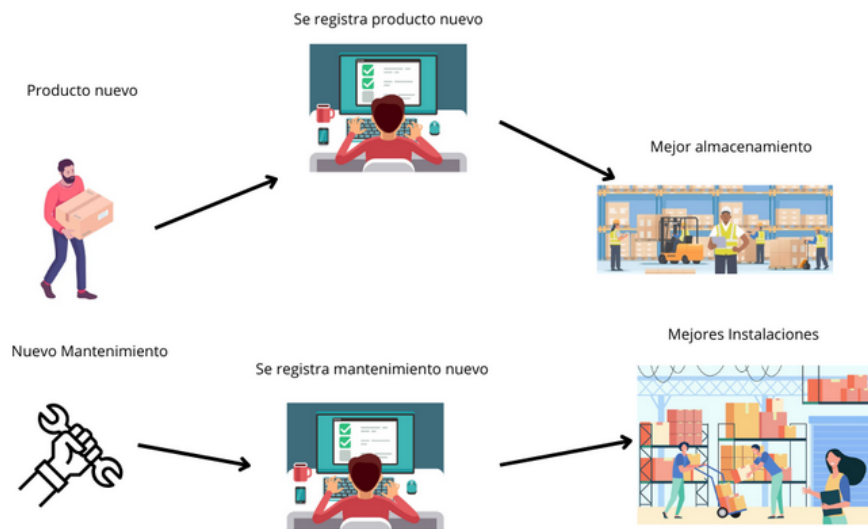 Se registra producto nuevo
Producto nuevo
Mejor almacenamiento
Mejores Instalaciones
Nuevo Mantenimiento
Se registra mantenimiento nuevo